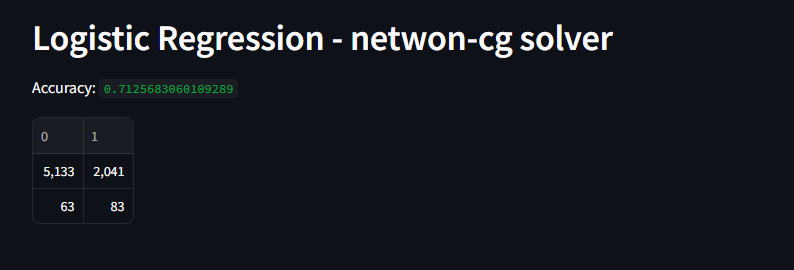 Logistic Regression - netwon-cg solver
Accuracy: 0.7125683060109289
0 1
5,133 2,041
63 83